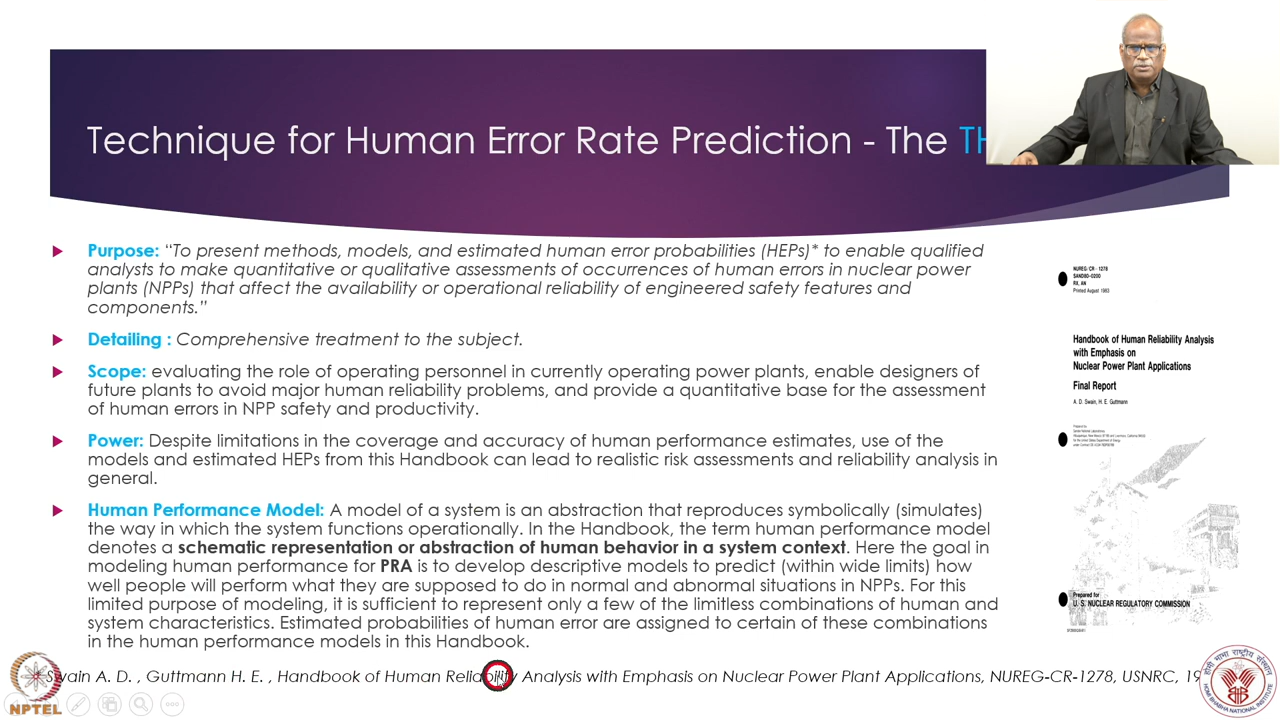 Technique for Human Error Rate Prediction - The TH
Purpose: "To present methods, models, and estimated human error probabilities (HEPs)* to enable qualified
analysts to make quantitative or qualitative assessments of occurrences of human errors in nuclear power
plants (NPPs) that affect the availability or operational reliability of engineered safety features and
components."
Detailing : Comprehensive treatment to the subject.
Scope: evaluating the role of operating personnel in currently operating power plants, enable designers of
future plants to avoid major human reliability problems, and provide a quantitative base for the assessment
of human errors in NPP safety and productivity.
Power: Despite limitations in the coverage and accuracy of human performance estimates, use of the
models and estimated HEPs from this Handbook can lead to realistic risk assessments and reliability analysis in
general.
Human Performance Model: A model of a system is an abstraction that reproduces symbolically (simulates)
the way in which the system functions operationally. In the Handbook, the term human performance model
denotes a schematic representation or abstraction of human behavior in a system context. Here the goal in
modeling human performance for PRA is to develop descriptive models to predict (within wide limits) how
well people will perform what they are supposed to do in normal and abnormal situations in NPPs. For this
limited purpose of modeling, it is sufficient to represent only a few of the limitless combinations of human and
system characteristics. Estimated probabilities of human error are assigned to certain of these combinations
in the human performance models in this Handbook.
NUREG/CR - 1278
SAND80-0200
RX, AN
Printed August 1983
Handbook of Human Reliability Analysis
with Emphasis on
Nuclear Power Plant Applications
Final Report
A. D. Swain, H. E. Guttmann
Prepared for
U. S. NUCLEAR REGULATORY COMMISSION
Swain A. D. , Guttmann H. E. , Handbook of Human Reliability Analysis with Emphasis on Nuclear Power Plant Applications, NUREG-CR-1278, USNRC, 19
NPTEL
होमी भाभा राष्ट्रीय संस्थान
HOMI BHABHA NATIONAL INSTITUTE